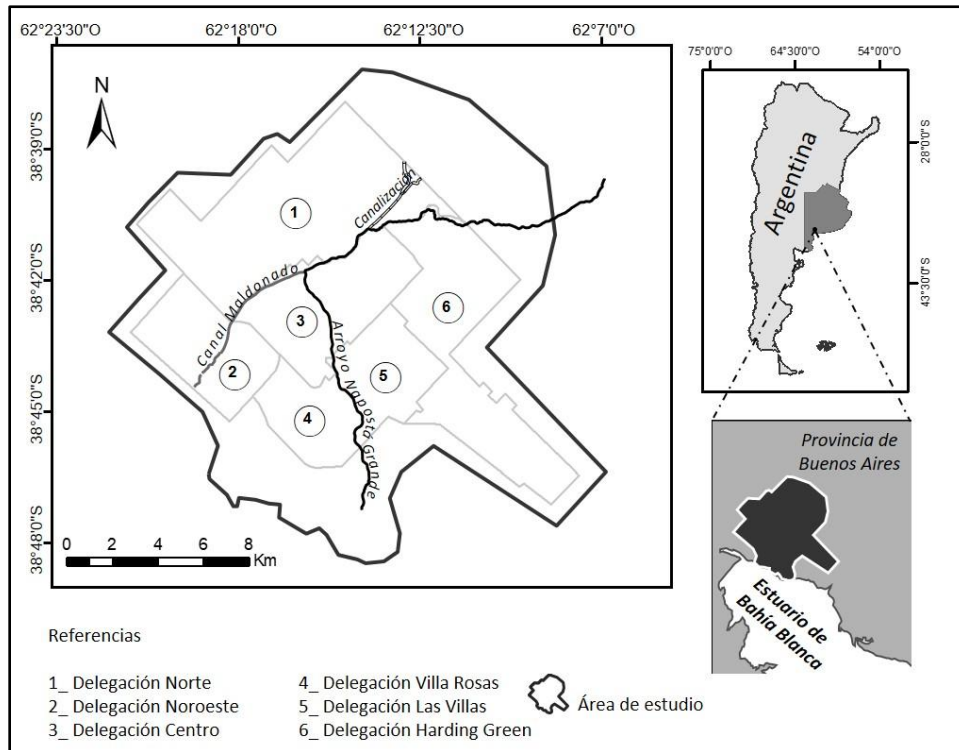 62°23'30"O
62°18'0"O
62°12'30"O
62°7'0"O
75°0'0"O
64°30'0"O
54°0'0"O
N
38°39'0"S
38°42'0"S
38°45'0"S
38°48'0"S
28°0'0"S
43°30'0"S
Argentina
Canalización
Canal Maldonado
Arroyo Napostá Grande
1
2
3
4
5
6
0 2 4 6 8
Km
Provincia de
Buenos Aires
Estuario de
Bahía Blanca
Referencias
1_ Delegación Norte
2_ Delegación Noroeste
3_ Delegación Centro
4_ Delegación Villa Rosas
5_ Delegación Las Villas
6_ Delegación Harding Green
Área de estudio